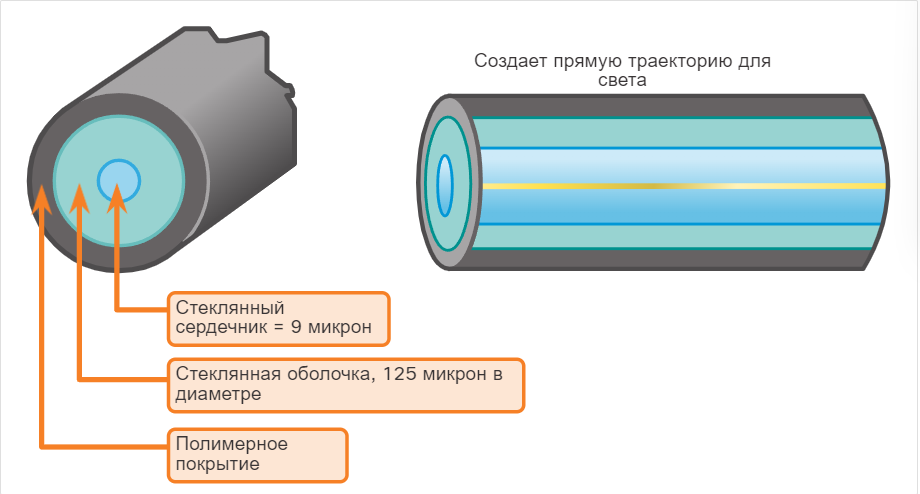 Создает прямую траекторию для
света
Стеклянный
сердечник = 9 микрон
Стеклянная оболочка, 125 микрон в
диаметре
Полимерное
покрытие